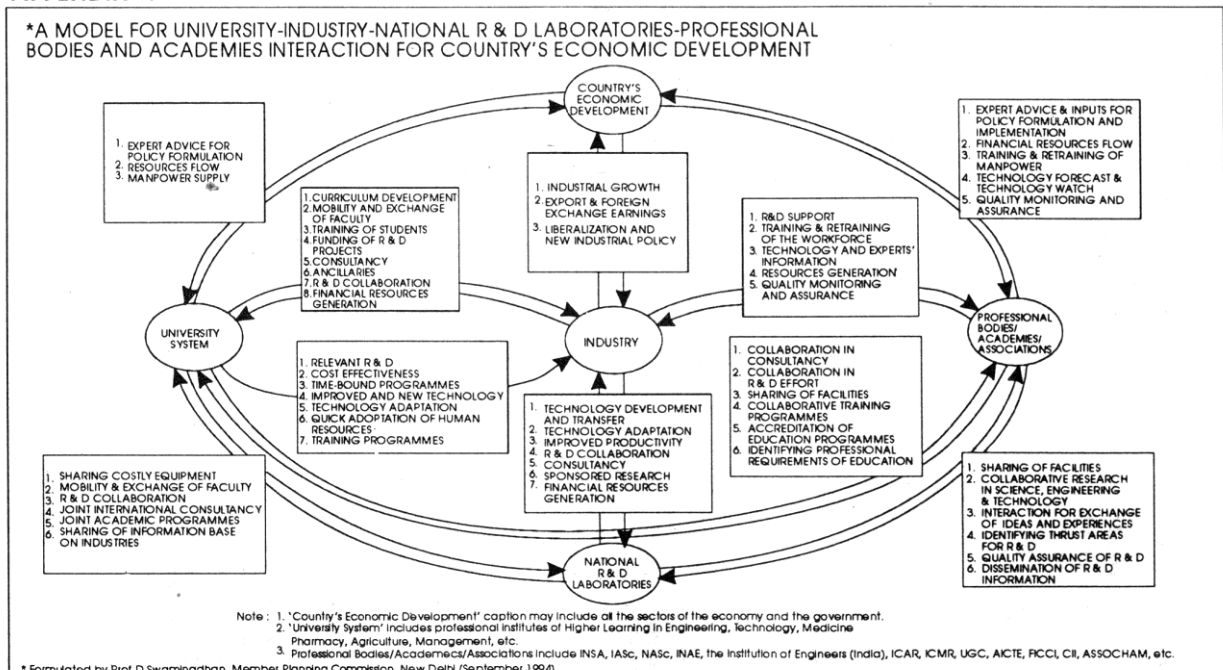 *A MODEL FOR UNIVERSITY-INDUSTRY-NATIONAL R & D LABORATORIES-PROFESSIONAL
BODIES AND ACADEMIES INTERACTION FOR COUNTRY'S ECONOMIC DEVELOPMENT
COUNTRY'S
ECONOMIC
DEVELOPMENT
1. EXPERT ADVICE FOR
POLICY FORMULATION
2. RESOURCES FLOW
3. MANPOWER SUPPLY
1. EXPERT ADVICE & INPUTS FOR
POLICY FORMULATION AND
IMPLEMENTATION
2. FINANCIAL RESOURCES FLOW
3. TRAINING & RETRAINING OF
MANPOWER
4. TECHNOLOGY FORECAST &
TECHNOLOGY WATCH
5. QUALITY MONITORING AND
ASSURANCE
1. CURRICULUM DEVELOPMENT
2. MOBILITY AND EXCHANGE
OF FACULTY
3. TRAINING OF STUDENTS
4. FUNDING OF R & D
PROJECTS
5. CONSULTANCY
6. ANCILLARIES
7. R & D COLLABORATION
8. FINANCIAL RESOURCES
GENERATION
1. INDUSTRIAL GROWTH
2. EXPORT & FOREIGN
EXCHANGE EARNINGS
3. LIBERALIZATION AND
NEW INDUSTRIAL POLICY
1. R&D SUPPORT
2. TRAINING & RETRAINING
OF THE WORKFORCE
3. TECHNOLOGY AND EXPERTS'
INFORMATION
4. RESOURCES GENERATION
5. QUALITY MONITORING
AND ASSURANCE
UNIVERSITY
SYSTEM
INDUSTRY
PROFESSIONAL
BODIES/
ACADEMIES/
ASSOCIATIONS
1. RELEVANT R & D
2. COST EFFECTIVENESS
3. TIME-BOUND PROGRAMMES
4. IMPROVED AND NEW TECHNOLOGY
5. TECHNOLOGY ADAPTATION
6. QUICK ADOPTATION OF HUMAN
RESOURCES
7. TRAINING PROGRAMMES
1. TECHNOLOGY DEVELOPMENT
AND TRANSFER
2. TECHNOLOGY ADAPTATION
3. IMPROVED PRODUCTIVITY
4. R & D COLLABORATION
5. CONSULTANCY
6. SPONSORED RESEARCH
7. FINANCIAL RESOURCES
GENERATION
1. COLLABORATION IN
CONSULTANCY
2. COLLABORATION IN
R & D EFFORT
3. SHARING OF FACILITIES
4. COLLABORATIVE TRAINING
PROGRAMMES
5. ACCREDITATION OF
EDUCATION PROGRAMMES
6. IDENTIFYING PROFESSIONAL
REQUIREMENTS OF EDUCATION
1. SHARING COSTLY EQUIPMENT
2. MOBILITY & EXCHANGE OF FACULTY
3. R & D COLLABORATION
4. JOINT INTERNATIONAL CONSULTANCY
5. JOINT ACADEMIC PROGRAMMES
6. SHARING OF INFORMATION BASE
ON INDUSTRIES
1. SHARING OF FACILITIES
2. COLLABORATIVE RESEARCH
IN SCIENCE, ENGINEERING
& TECHNOLOGY
3. INTERACTION FOR EXCHANGE
OF IDEAS AND EXPERIENCES
4. IDENTIFYING THRUST AREAS
FOR R & D
5. QUALITY ASSURANCE OF R & D
6. DISSEMINATION OF R & D
INFORMATION
NATIONAL
R & D
LABORATORIES
Note : 1. 'Country's Economic Development' caption may include all the sectors of the economy and the government.
2. 'University System' includes professional institutes of Higher Learning in Engineering, Technology, Medicine
Pharmacy, Agriculture, Management, etc.
3. Professional Bodies/Academecs/Associations include INSA, IASc, NASc, INAE, the Institution of Engineers (India), ICAR, ICMR, UGC, AICTE, FICCI, CII, ASSOCHAM, etc.
* Formulated by Prof D Swaminadhan, Member Planning Commission, New Delhi (September 1994)